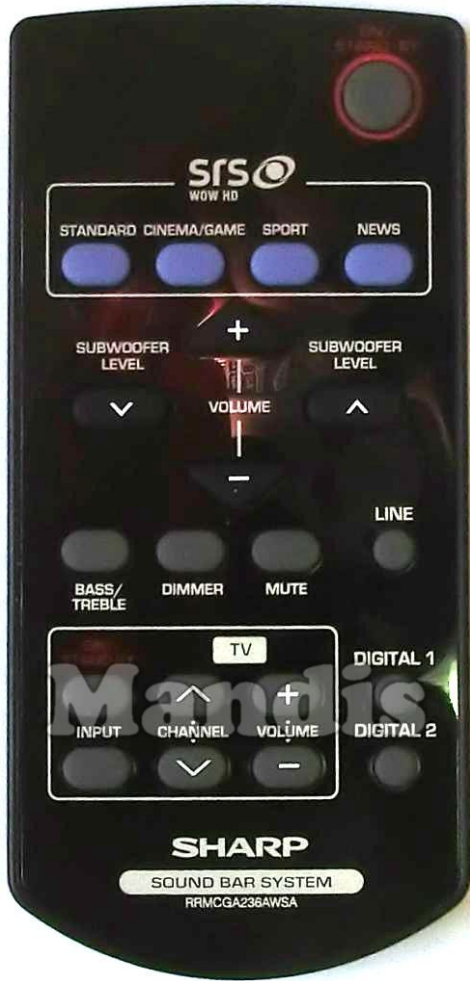 ON/
STAND-BY
SRS
WOW HD
STANDARD CINEMA/GAME SPORT NEWS
+
SUBWOOFER LEVEL
SUBWOOFER LEVEL
VOLUME
−
LINE
BASS/
TREBLE
DIMMER MUTE
TV
DIGITAL 1
Mandis
+
INPUT CHANNEL VOLUME DIGITAL 2
−
SHARP
SOUND BAR SYSTEM
RRMCGA236AWSA